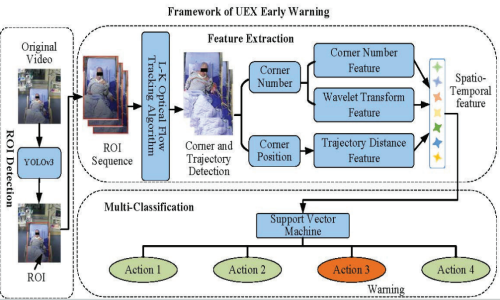 Framework of UEX Early Warning
Original
Video
ROI Detection
YOLOv3
ROI
Feature Extraction
ROI
Sequence
L-K Optical Flow
Tracking Algorithm
Corner and
Trajectory
Detection
Corner
Number
Corner
Position
Corner Number
Feature
Wavelet Transform
Feature
Trajectory Distance
Feature
Spatio-
Temporal
feature
Multi-Classification
Support Vector
Machine
Action 1
Action 2
Action 3
Action 4
Warning